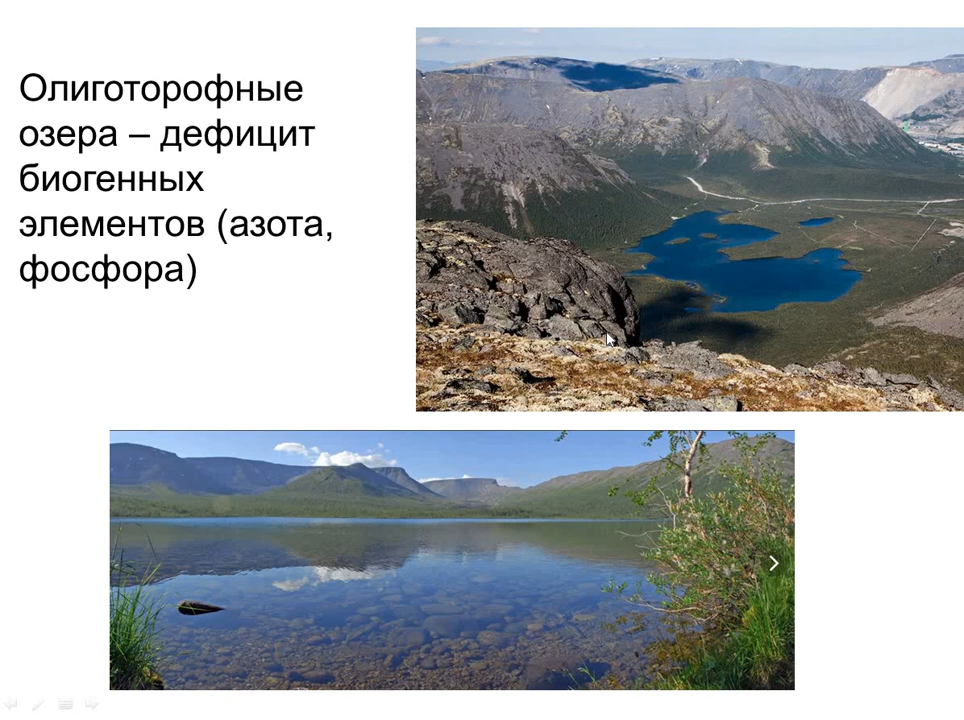 Олиготорофные
озера – дефицит
биогенных
элементов (азота,
фосфора)